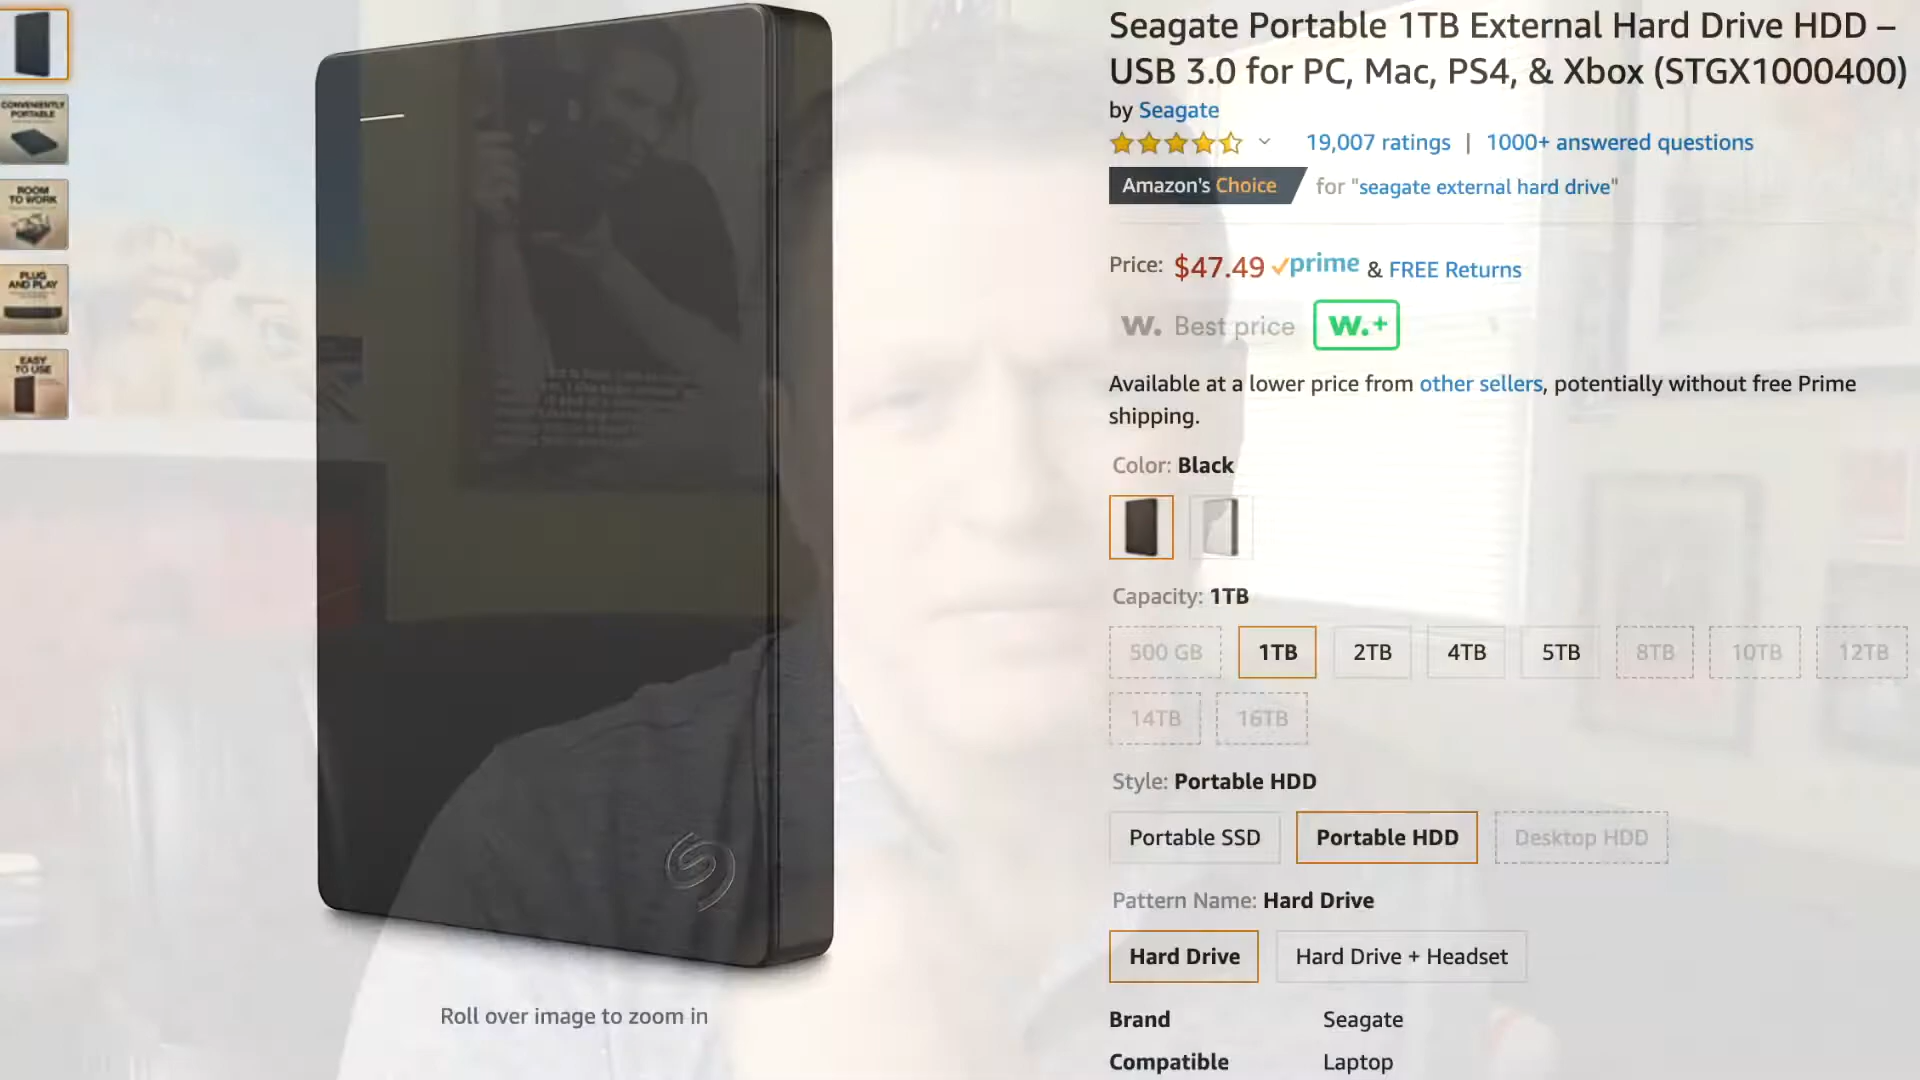 CONVENIENTLY
PORTABLE
ROOM
TO WORK
PLUG
AND PLAY
EASY
TO USE
Roll over image to zoom in
Seagate Portable 1TB External Hard Drive HDD –
USB 3.0 for PC, Mac, PS4, & Xbox (STGX1000400)
by Seagate
19,007 ratings | 1000+ answered questions
Amazon's Choice for "seagate external hard drive"
Price: $47.49 prime & FREE Returns
w. Best price w.+
Available at a lower price from other sellers, potentially without free Prime
shipping.
Color: Black
Capacity: 1TB
500 GB 1TB 2TB 4TB 5TB 8TB 10TB 12TB
14TB 16TB
Style: Portable HDD
Portable SSD Portable HDD Desktop HDD
Pattern Name: Hard Drive
Hard Drive Hard Drive + Headset
Brand Seagate
Compatible Laptop